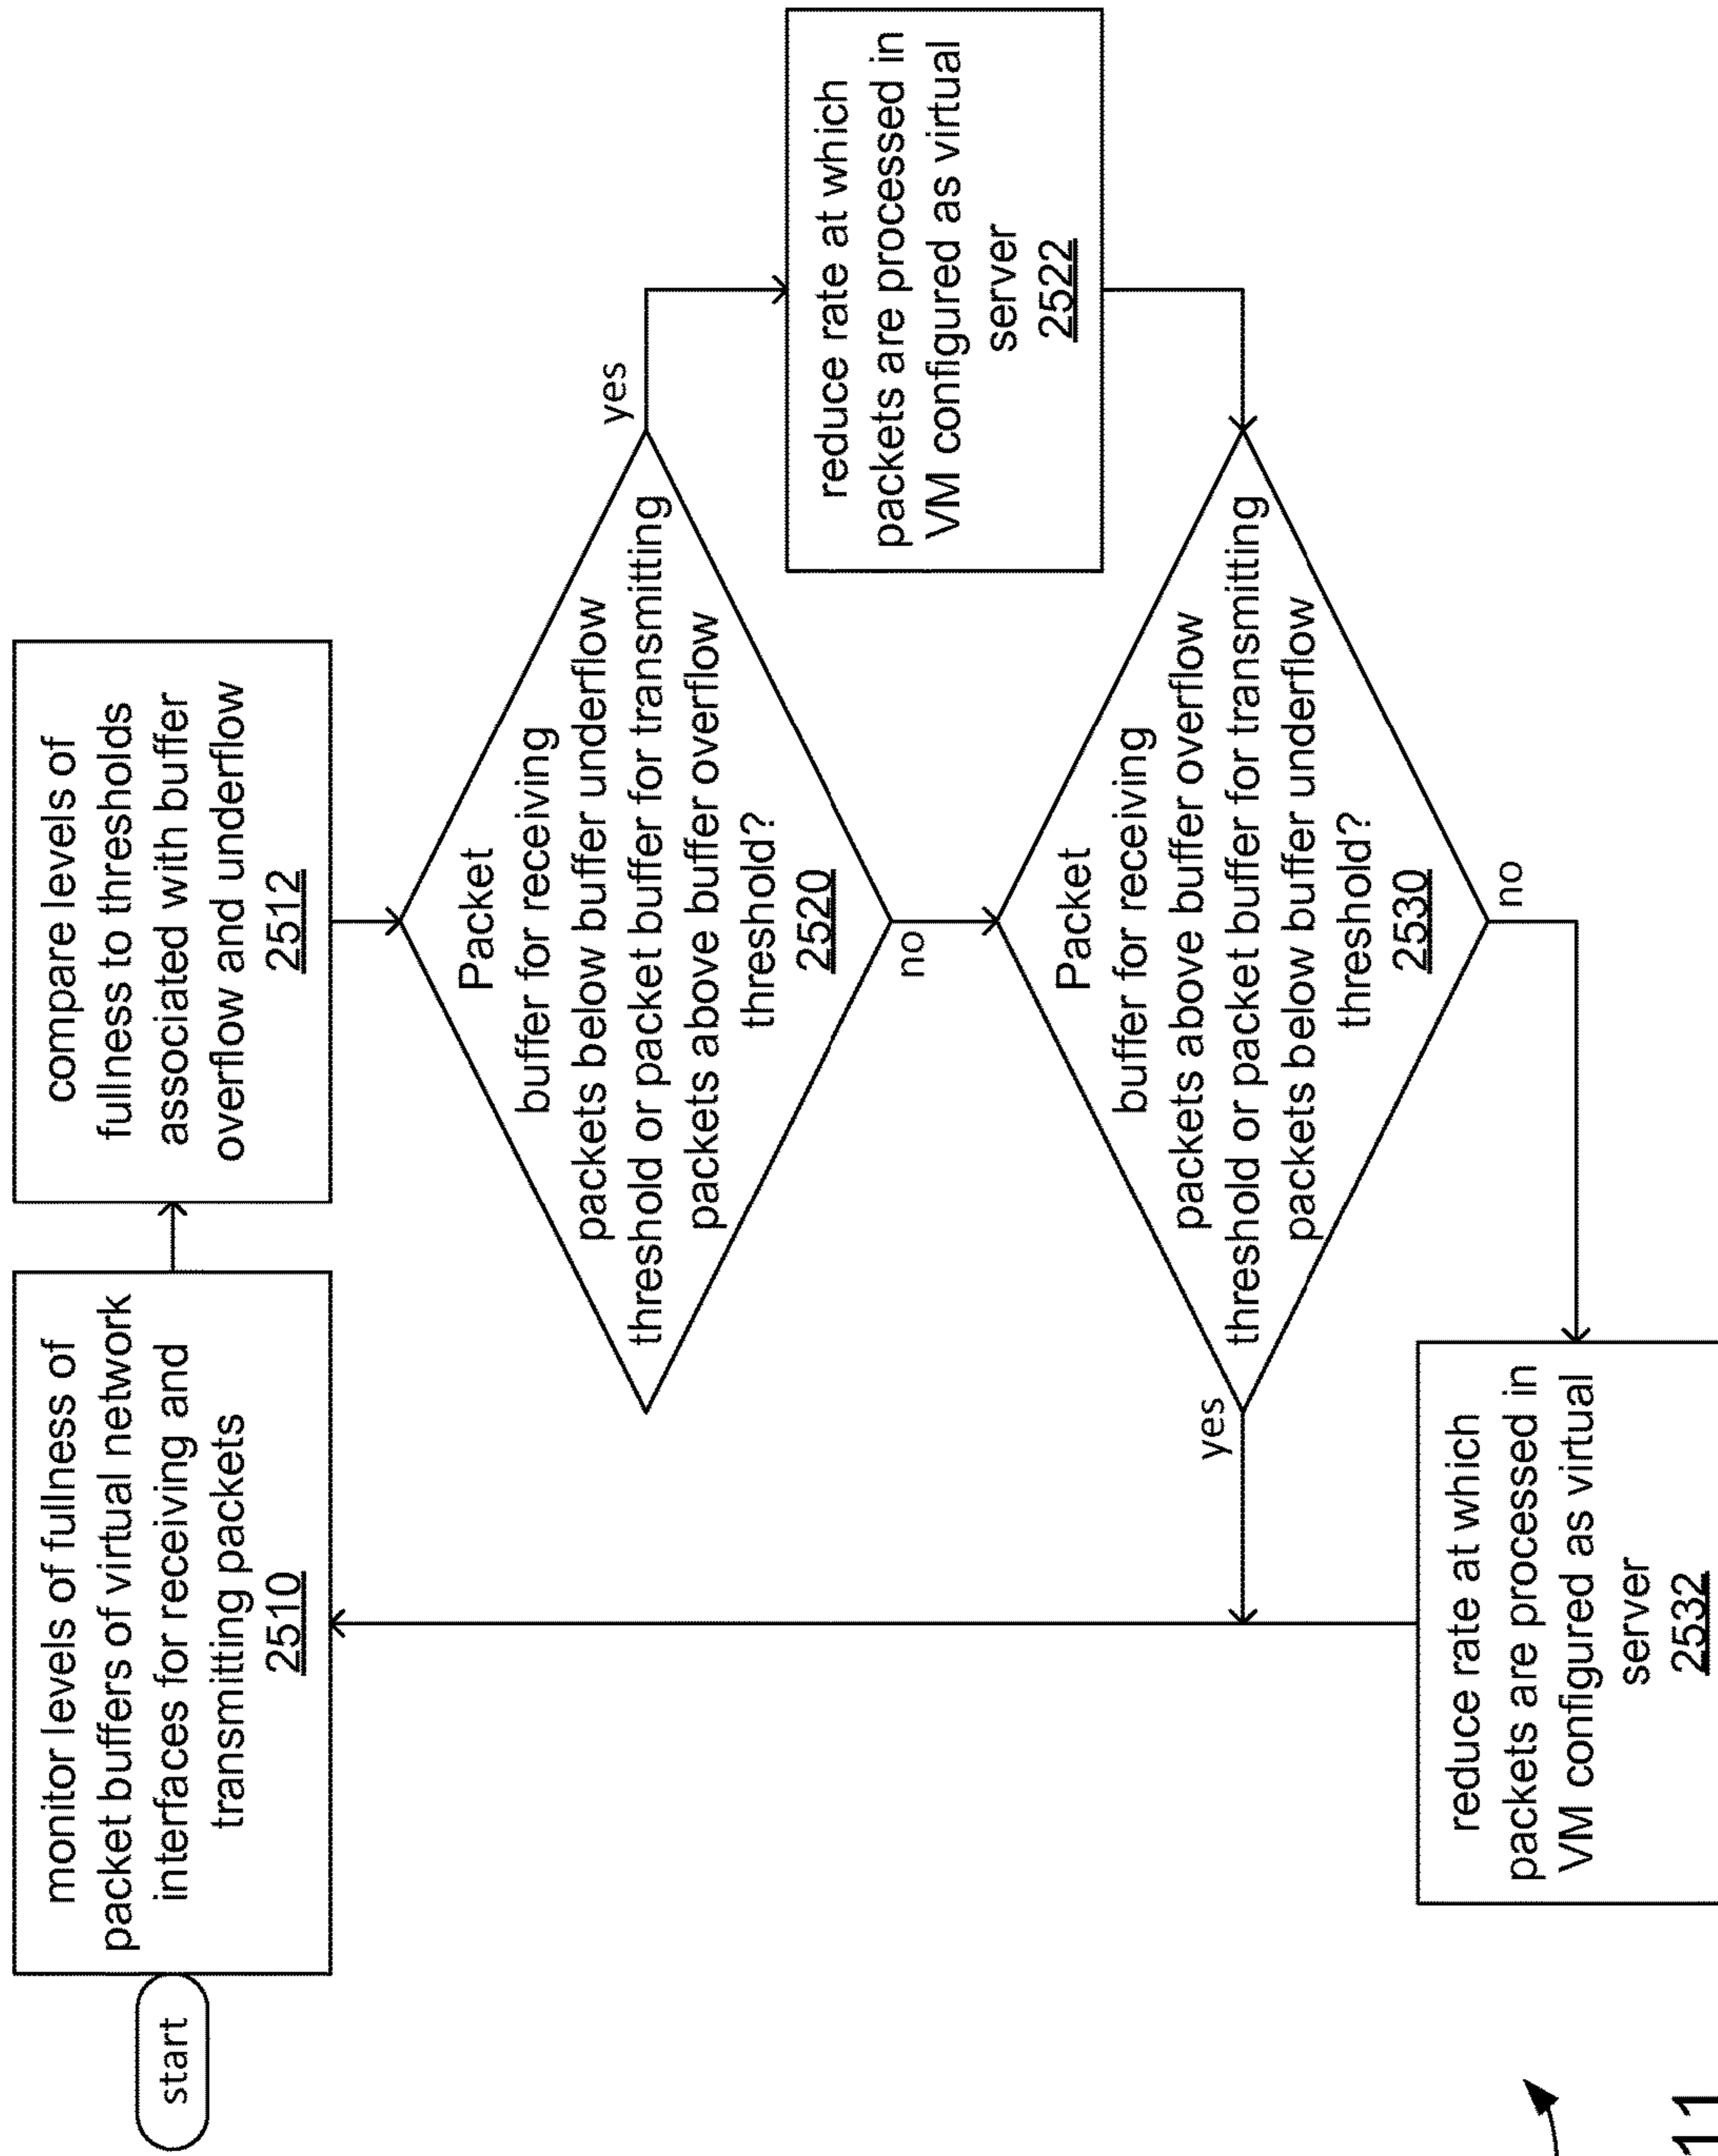 start
monitor levels of fullness of
packet buffers of virtual network
interfaces for receiving and
transmitting packets
2510
compare levels of
fullness to thresholds
associated with buffer
overflow and underflow
2512
Packet
buffer for receiving
packets below buffer underflow
threshold or packet buffer for transmitting
packets above buffer overflow
threshold?
2520
yes
no
reduce rate at which
packets are processed in
VM configured as virtual
server
2522
Packet
buffer for receiving
packets above buffer overflow
threshold or packet buffer for transmitting
packets below buffer underflow
threshold?
2530
yes
no
reduce rate at which
packets are processed in
VM configured as virtual
server
2532
11